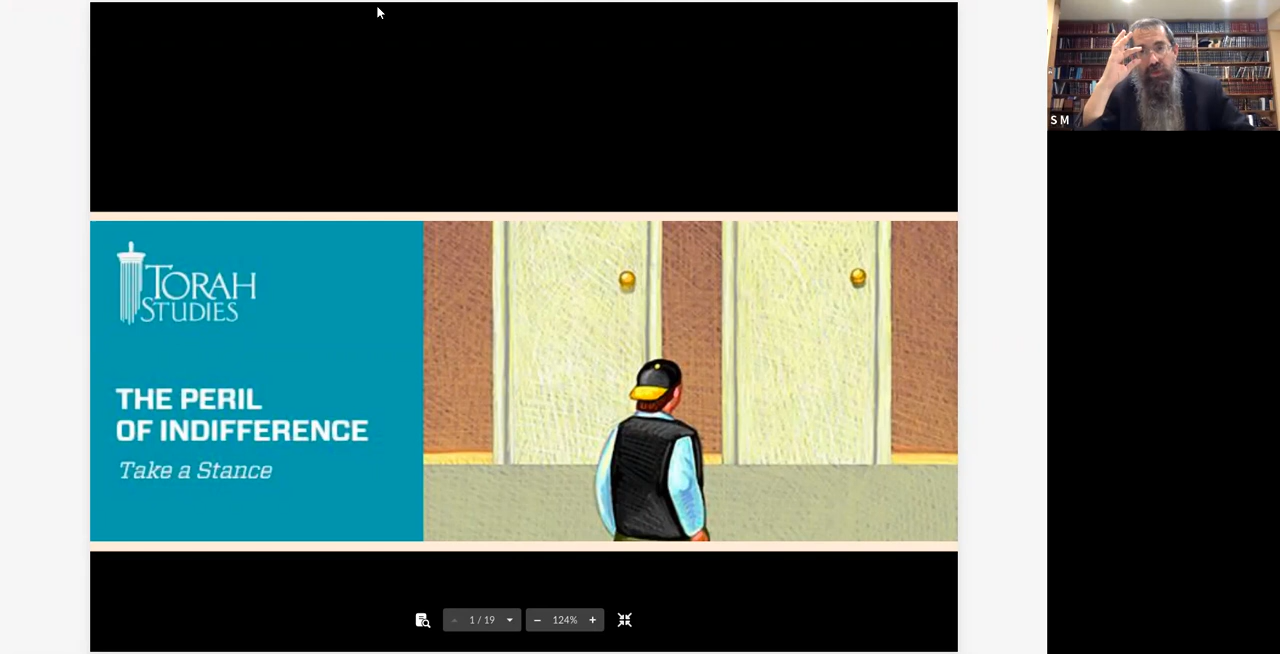 TORAH
STUDIES
THE PERIL
OF INDIFFERENCE
Take a Stance
S M
1 / 19
124%